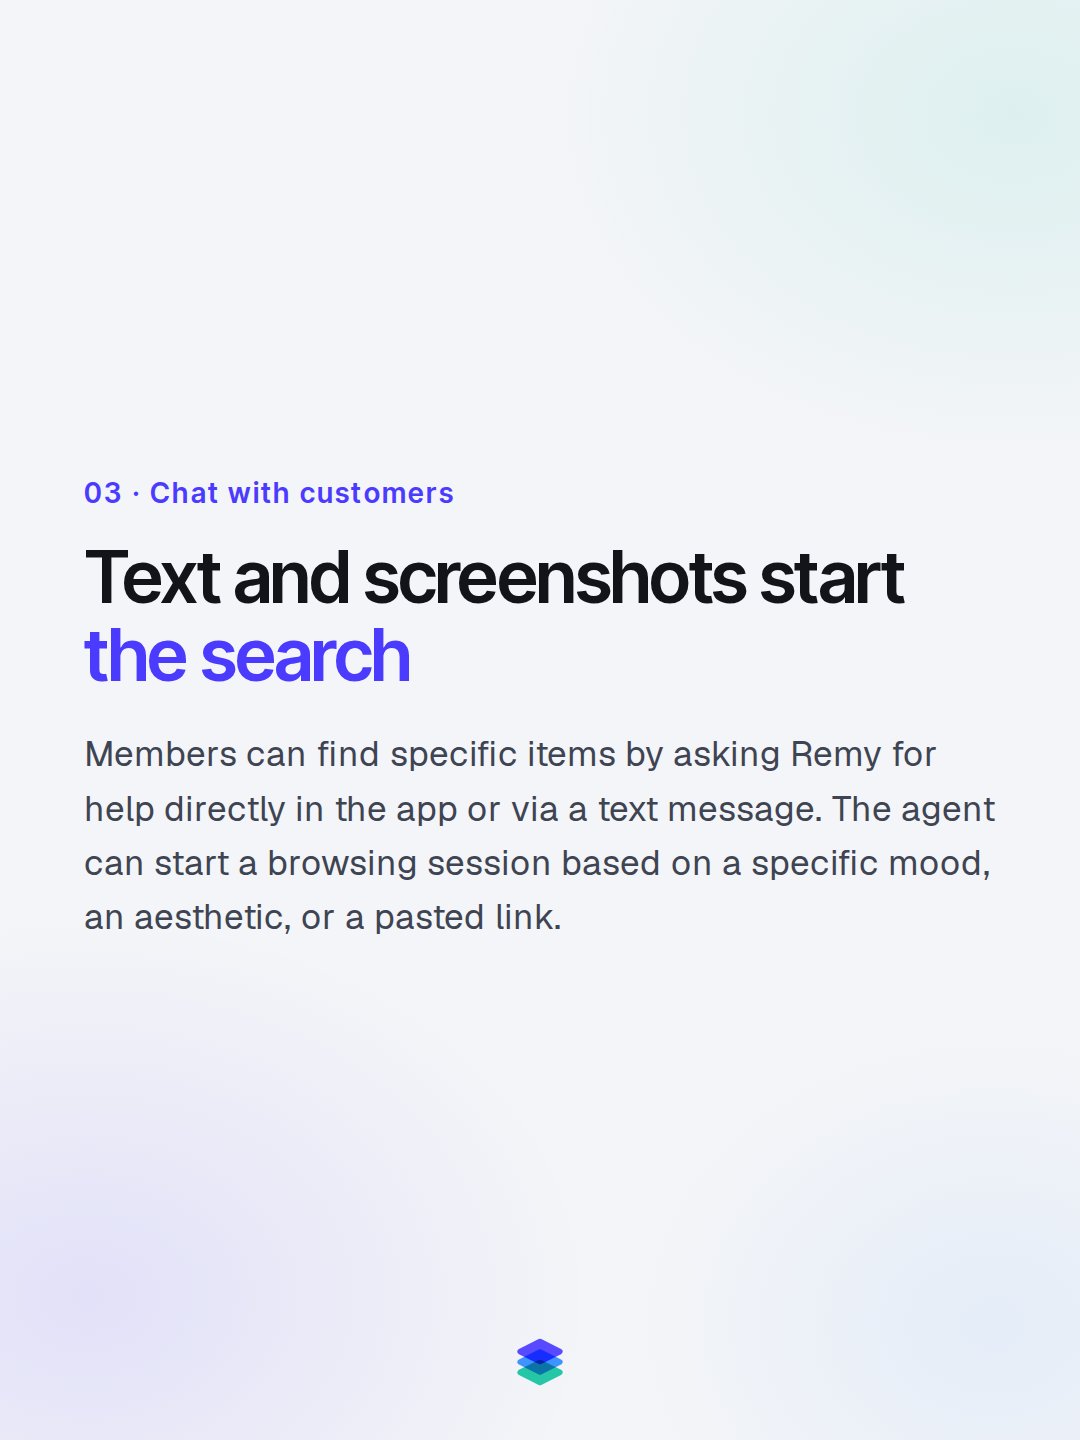 03 · Chat with customers
Text and screenshots start
the search
Members can find specific items by asking Remy for
help directly in the app or via a text message. The agent
can start a browsing session based on a specific mood,
an aesthetic, or a pasted link.